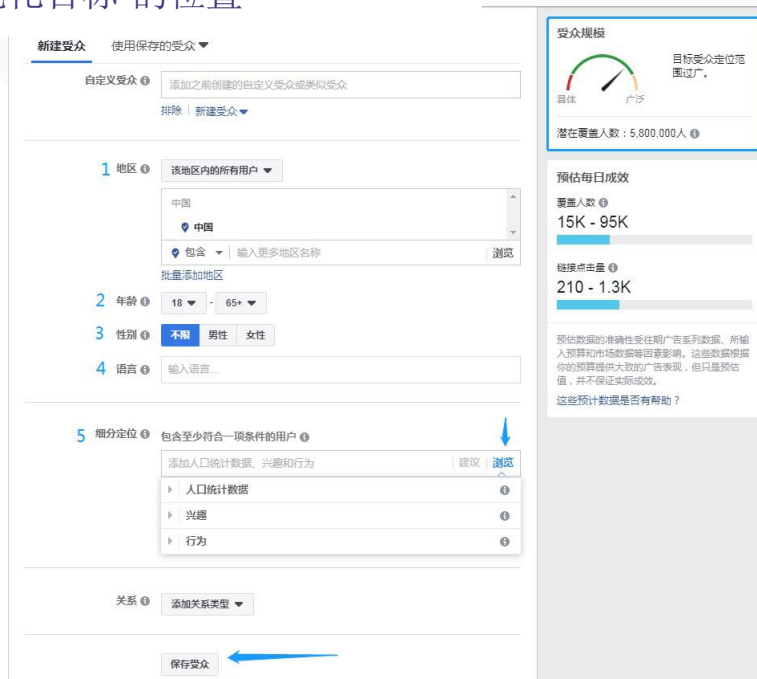 化目标 的位置
新建受众 使用保存的受众
自定义受众 添加之前创建的自定义受众或类似受众
排除 新建受众
1 地区 该地区内的所有用户
中国
中国
包含 输入更多地区名称 浏览
批量添加地区
2 年龄 18 - 65+
3 性别 不限 男性 女性
4 语言 输入语言...
5 细分定位 包含至少符合一项条件的用户
添加人口统计数据、兴趣和行为 建议 浏览
人口统计数据
兴趣
行为
关系 添加关系类型
保存受众
受众规模
目标受众定位范
围过广。
具体 广泛
潜在覆盖人数：5,800,000人
预估每日成效
覆盖人数
15K - 95K
链接点击量
210 - 1.3K
预估数据的准确性受往期广告系列数据、所输
入预算和市场数据等因素影响。这些数据根据
你的预算提供大致的广告表现，但只是预估
值，并不保证实际成效。
这些预计数据是否有帮助？